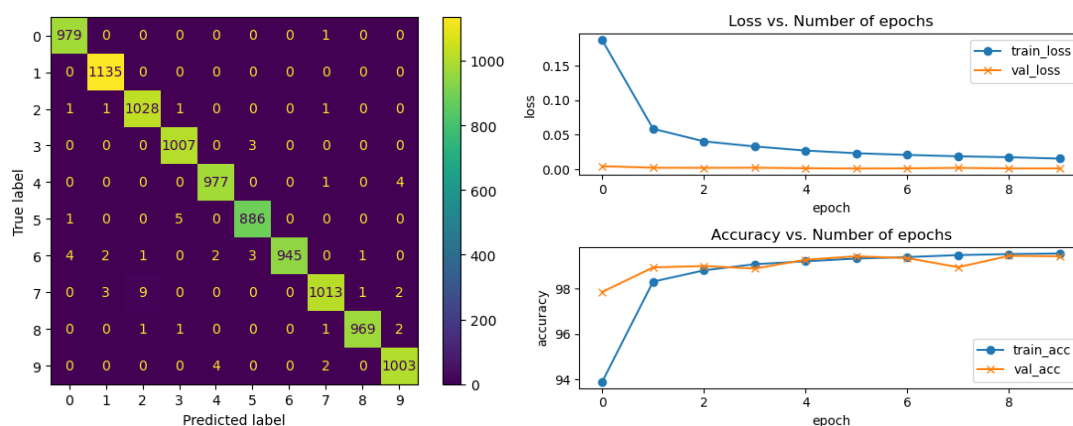 0 979 0 0 0 0 0 0 1 0 0
1 0 1135 0 0 0 0 0 0 0 0
2 1 1 1028 1 0 0 0 1 0 0
3 0 0 0 1007 0 3 0 0 0 0
4 0 0 0 0 977 0 0 1 0 4
5 1 0 0 5 0 886 0 0 0 0
6 4 2 1 0 2 3 945 0 1 0
7 0 3 9 0 0 0 0 1013 1 2
8 0 0 1 1 0 0 0 1 969 2
9 0 0 0 0 4 0 0 2 0 1003
0 1 2 3 4 5 6 7 8 9
Predicted label
True label
1000
800
600
400
200
0
Loss vs. Number of epochs
train_loss
val_loss
0.15
0.10
0.05
0.00
loss
0 2 4 6 8
epoch
Accuracy vs. Number of epochs
98
96
94
accuracy
train_acc
val_acc
0 2 4 6 8
epoch